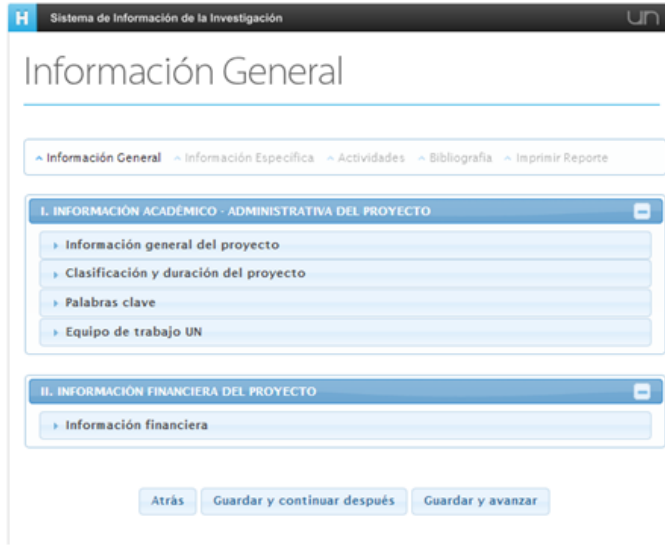 H Sistema de Información de la Investigación un
Información General
Información General Información Específica Actividades Bibliografía Imprimir Reporte
I. INFORMACIÓN ACADÉMICO - ADMINISTRATIVA DEL PROYECTO
Información general del proyecto
Clasificación y duración del proyecto
Palabras clave
Equipo de trabajo UN
II. INFORMACIÓN FINANCIERA DEL PROYECTO
Información financiera
Atrás Guardar y continuar después Guardar y avanzar